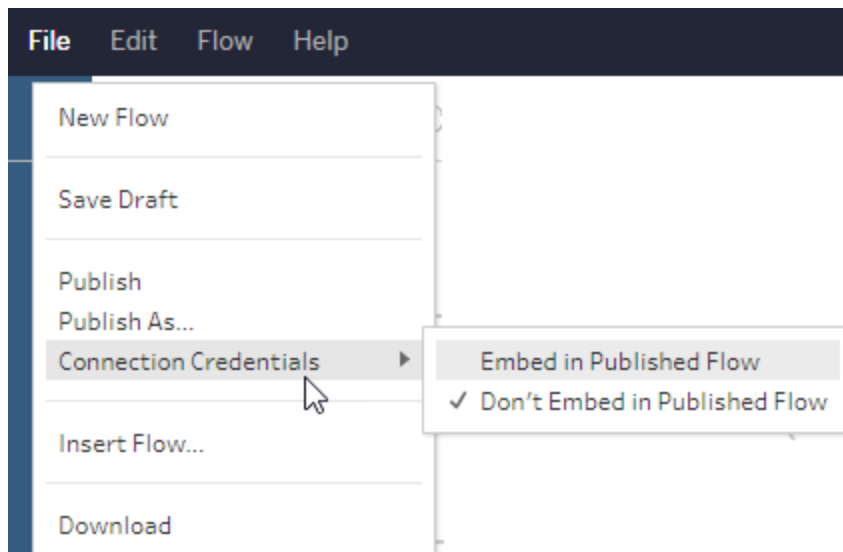 File Edit Flow Help
New Flow
Save Draft
Publish
Publish As...
Connection Credentials
Embed in Published Flow
✓ Don't Embed in Published Flow
Insert Flow...
Download